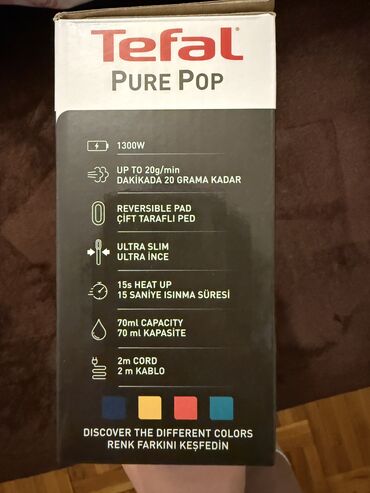 Tefal
PURE POP
1300W
UP TO 20g/min
DAKİKADA 20 GRAMA KADAR
REVERSIBLE PAD
ÇİFT TARAFLI PED
ULTRA SLIM
ULTRA İNCE
15s HEAT UP
15 SANİYE ISINMA SÜRESİ
70ml CAPACITY
70 ml KAPASİTE
2m CORD
2 m KABLO
DISCOVER THE DIFFERENT COLORS
RENK FARKINI KEŞFEDİN